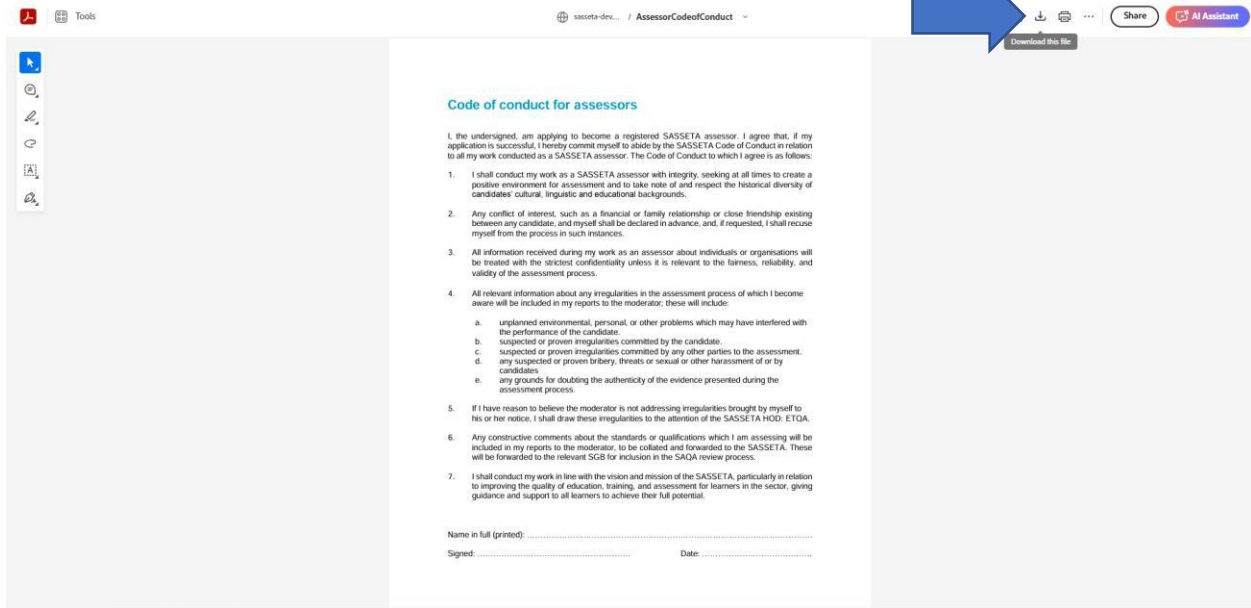 Tools
sasseta-dev... / AssessorCodeofConduct
Share
AI Assistant
Download this file
Code of conduct for assessors
I, the undersigned, am applying to become a registered SASSETA assessor. I agree that, if my
application is successful, I hereby commit myself to abide by the SASSETA Code of Conduct in relation
to all my work conducted as a SASSETA assessor. The Code of Conduct to which I agree is as follows:
1. I shall conduct my work as a SASSETA assessor with integrity, seeking at all times to create a
positive environment for assessment and to take note of and respect the historical diversity of
candidates' cultural, linguistic and educational backgrounds.
2. Any conflict of interest, such as a financial or family relationship or close friendship existing
between any candidate, and myself shall be declared in advance, and, if requested, I shall recuse
myself from the process in such instances.
3. All information received during my work as an assessor about individuals or organisations will
be treated with the strictest confidentiality unless it is relevant to the fairness, reliability, and
validity of the assessment process.
4. All relevant information about any irregularities in the assessment process of which I become
aware will be included in my reports to the moderator; these will include:
a. unplanned environmental, personal, or other problems which may have interfered with
the performance of the candidate.
b. suspected or proven irregularities committed by the candidate.
c. suspected or proven irregularities committed by any other parties to the assessment.
d. any suspected or proven bribery, threats or sexual or other harassment of or by
candidates
e. any grounds for doubting the authenticity of the evidence presented during the
assessment process.
5. If I have reason to believe the moderator is not addressing irregularities brought by myself to
his or her notice, I shall draw these irregularities to the attention of the SASSETA HOD: ETQA.
6. Any constructive comments about the standards or qualifications which I am assessing will be
included in my reports to the moderator, to be collated and forwarded to the SASSETA. These
will be forwarded to the relevant SGB for inclusion in the SAQA review process.
7. I shall conduct my work in line with the vision and mission of the SASSETA, particularly in relation
to improving the quality of education, training, and assessment for learners in the sector, giving
guidance and support to all learners to achieve their full potential.
Name in full (printed): ........................................................................................
Signed: ................................................ Date: ...................................